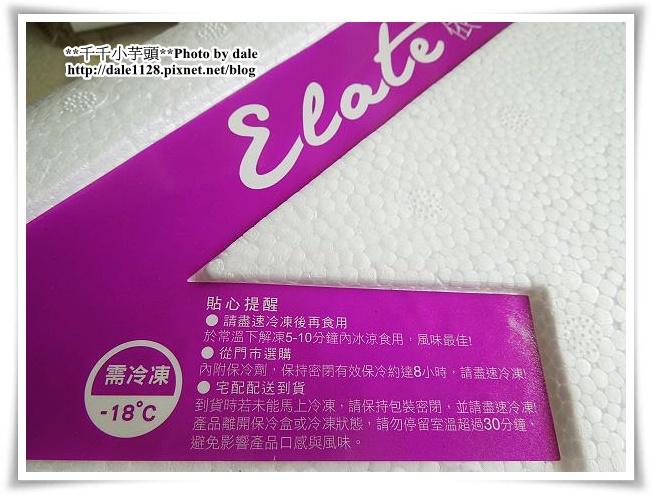 **千千小芋頭**Photo by dale
http://dale1128.pixnet.net/blog
Elate 依
貼心提醒
● 請盡速冷凍後再食用
於常溫下解凍5-10分鐘內冰涼食用，風味最佳!
● 從門市選購
內附保冷劑，保持密閉有效保冷約達8小時，請盡速冷凍!
● 宅配配送到貨
到貨時若未能馬上冷凍，請保持包裝密閉，並請盡速冷凍!
產品離開保冷盒或冷凍狀態，請勿停留室溫超過30分鐘，
避免影響產品口感與風味。
需冷凍
-18°C